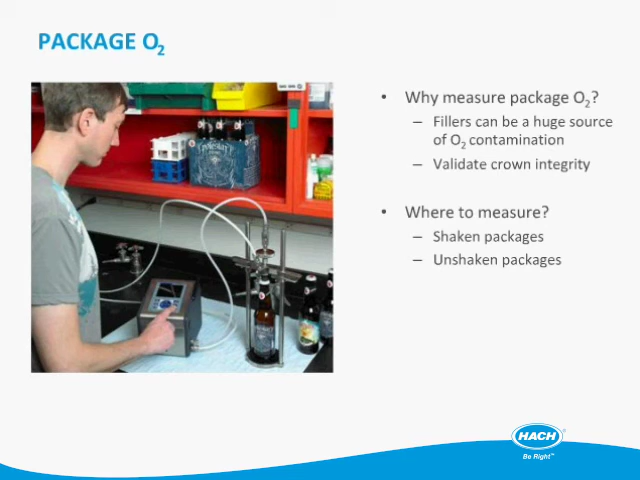 PACKAGE O₂
• Why measure package O₂?
– Fillers can be a huge source
of O₂ contamination
– Validate crown integrity
• Where to measure?
– Shaken packages
– Unshaken packages
HACH®
Be Right™